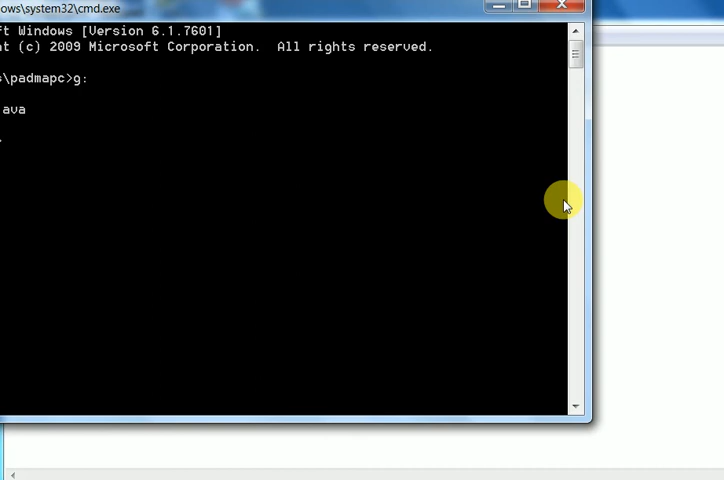 ows\system32\cmd.exe
ft Windows [Version 6.1.7601]
ht (c) 2009 Microsoft Corporation.  All rights reserved.
s\padmapc>g:
ava